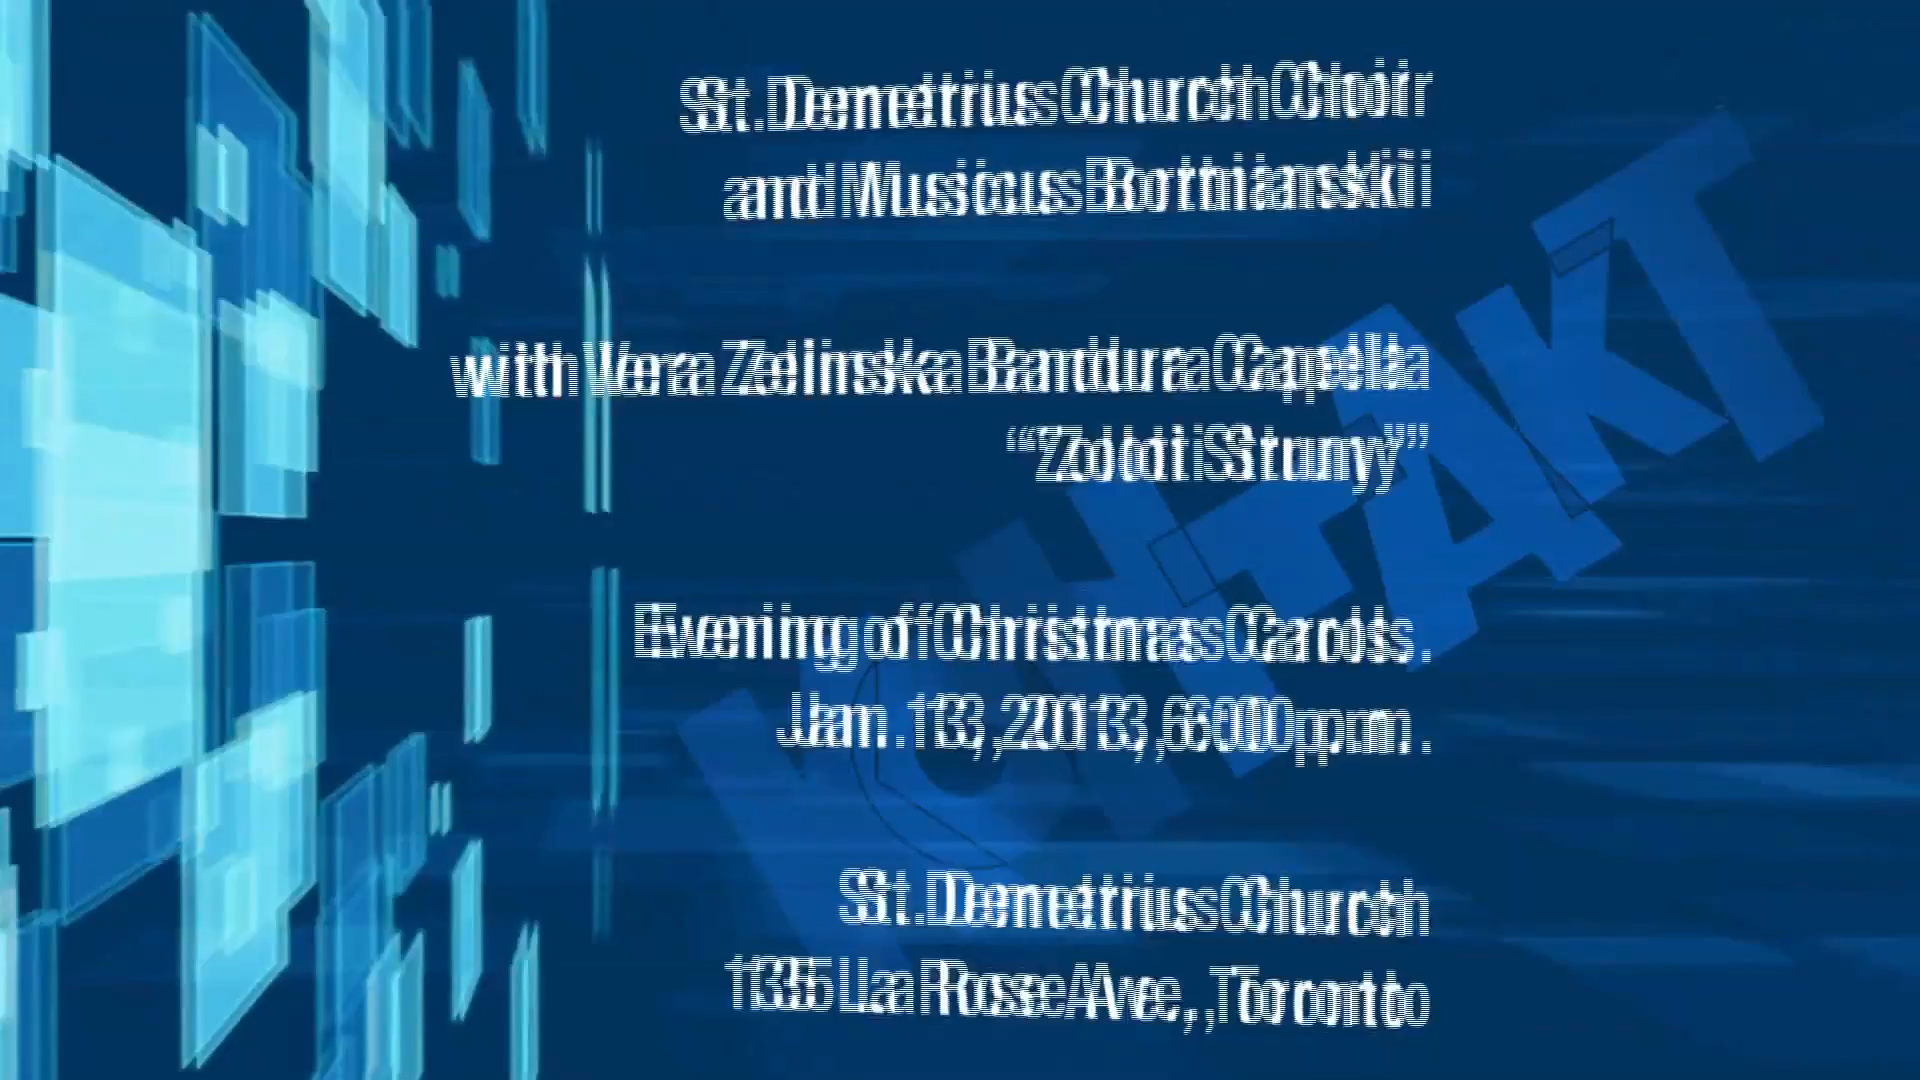 St. Demetrius Church Choir
and Musicus Bortnianskii
with Vera Zelinska Bandura Capella
“Zoloti Struny”
Evening of Christmas Carols.
Jan. 13, 2013, 6:00 p.m.
St. Demetrius Church
135 La Rose Ave., Toronto
КОНТАКТ